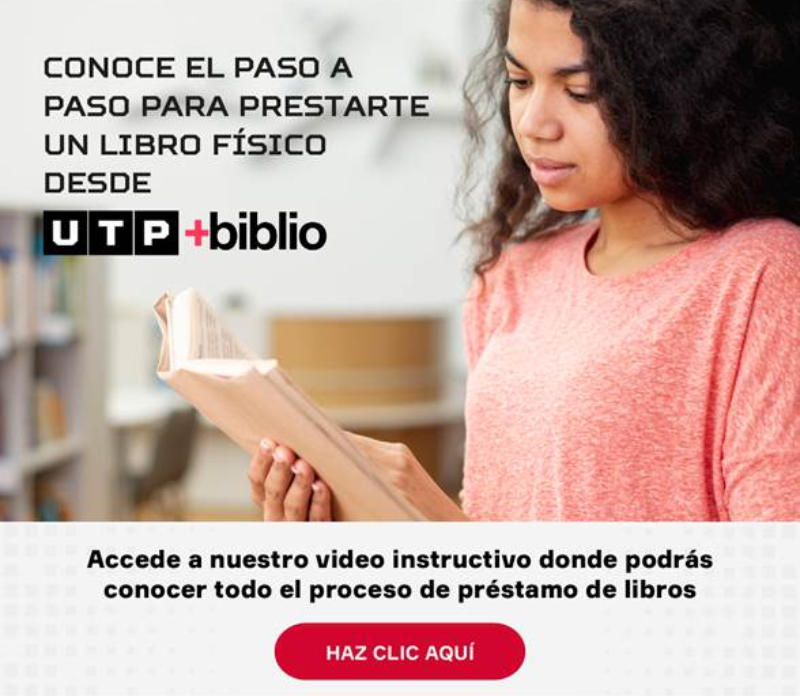 CONOCE EL PASO A
PASO PARA PRESTARTE
UN LIBRO FÍSICO
DESDE
UTP +biblio
Accede a nuestro video instructivo donde podrás
conocer todo el proceso de préstamo de libros
HAZ CLIC AQUÍ